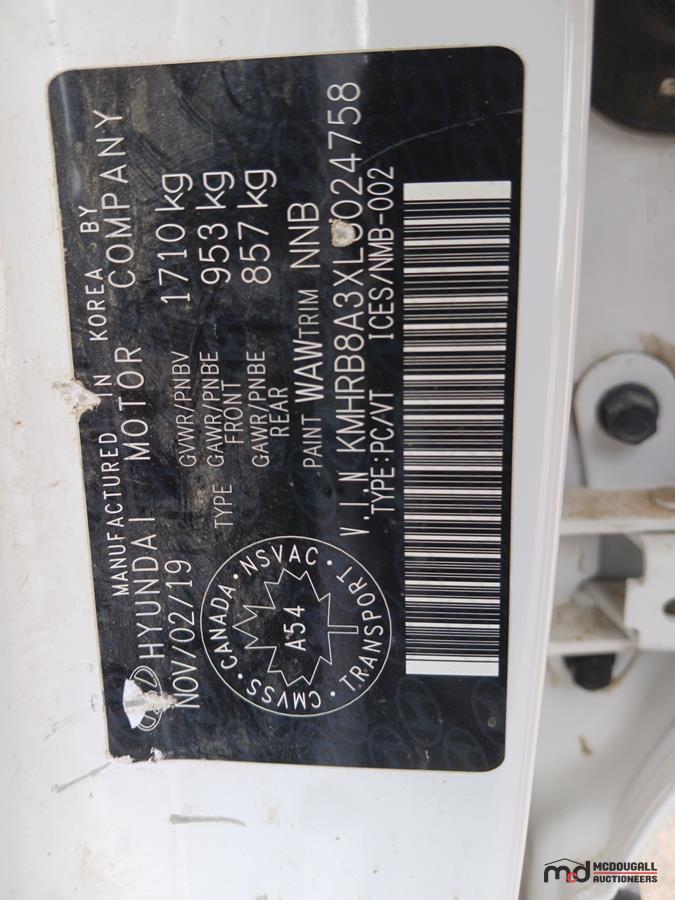 MANUFACTURED IN KOREA BY
HYUNDAI MOTOR COMPANY
NOV/02/19 GVWR/PNBV 1710 kg
TYPE GAWR/PNBE FRONT 953 kg
GAWR/PNBE REAR 857 kg
PAINT WAW TRIM NNB
V.I.N KMHRB8A3XLU024758
TYPE:PC/VT ICES/NMB-002
CMVSS · CANADA · NSVAC · TRANSPORT ·
A54
md MCDOUGALL
AUCTIONEERS